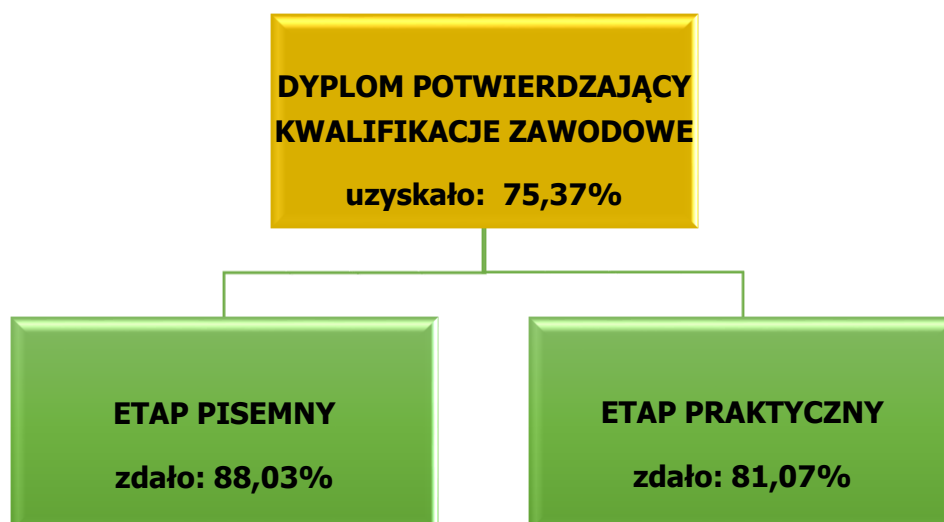 DYPLOM POTWIERDZAJĄCY
KWALIFIKACJE ZAWODOWE
uzyskało: 75,37%
ETAP PISEMNY
zdało: 88,03%
ETAP PRAKTYCZNY
zdało: 81,07%